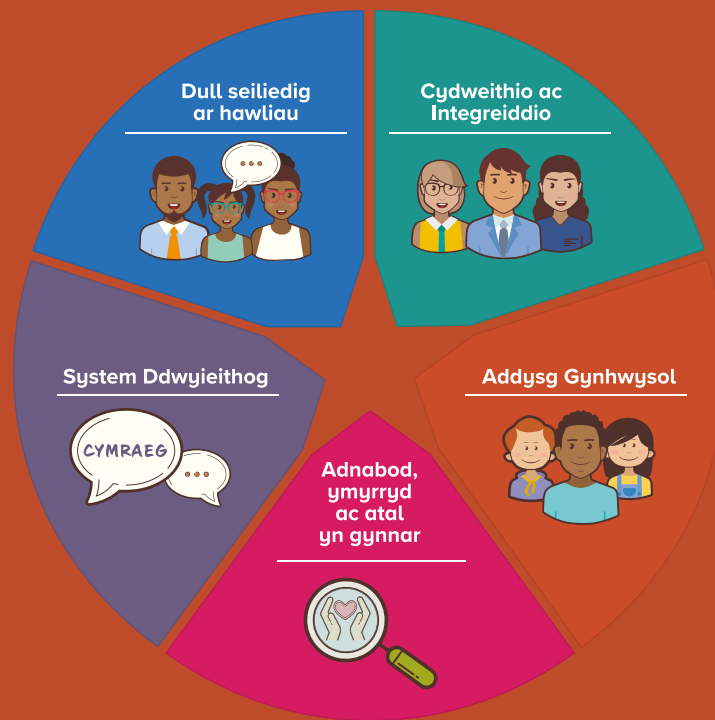 Dull seiliedig
ar hawliau
Cydweithio ac
Integreiddio
System Ddwyieithog
CYMRAEG
Addysg Gynhwysol
Adnabod,
ymyrryd
ac atal
yn gynnar